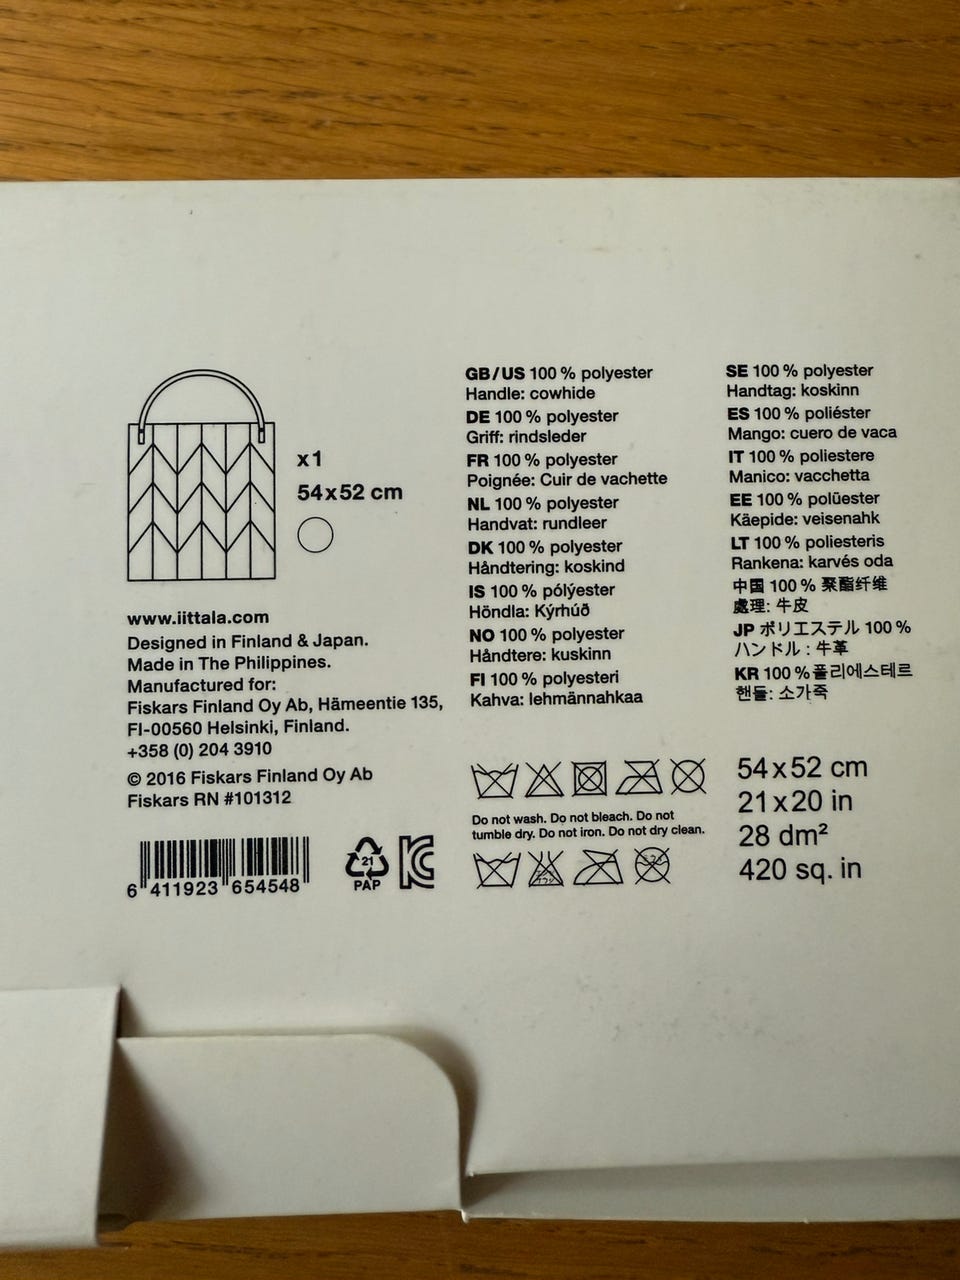 x1
54x52 cm
www.iittala.com
Designed in Finland & Japan.
Made in The Philippines.
Manufactured for:
Fiskars Finland Oy Ab, Hämeentie 135,
FI-00560 Helsinki, Finland.
+358 (0) 204 3910
© 2016 Fiskars Finland Oy Ab
Fiskars RN #101312
6 411923 654548
21
PAP
GB/US 100 % polyester
Handle: cowhide
DE 100 % polyester
Griff: rindsleder
FR 100 % polyester
Poignée: Cuir de vachette
NL 100 % polyester
Handvat: rundleer
DK 100 % polyester
Håndtering: koskind
IS 100 % pólýester
Höndla: Kýrhúð
NO 100 % polyester
Håndtere: kuskinn
FI 100 % polyesteri
Kahva: lehmännahkaa
SE 100 % polyester
Handtag: koskinn
ES 100 % poliéster
Mango: cuero de vaca
IT 100 % poliestere
Manico: vacchetta
EE 100 % polüester
Käepide: veisenahk
LT 100 % poliesteris
Rankena: karvés oda
中国 100 % 聚酯纤维
處理: 牛皮
JP ポリエステル 100 %
ハンドル : 牛革
KR 100 % 폴리에스테르
핸들: 소가죽
Do not wash. Do not bleach. Do not
tumble dry. Do not iron. Do not dry clean.
54x52 cm
21x20 in
28 dm²
420 sq. in